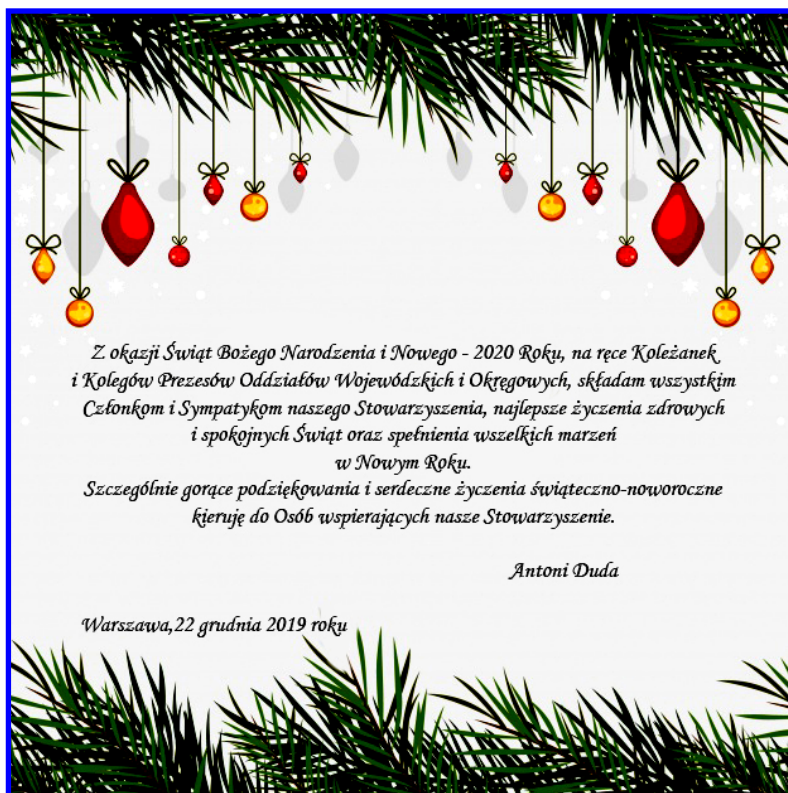 Z okazji Świąt Bożego Narodzenia i Nowego - 2020 Roku, na ręce Koleżanek
i Kolegów Prezesów Oddziałów Wojewódzkich i Okręgowych, składam wszystkim
Członkom i Sympatykom naszego Stowarzyszenia, najlepsze życzenia zdrowych
i spokojnych Świąt oraz spełnienia wszelkich marzeń
w Nowym Roku.
Szczególnie gorące podziękowania i serdeczne życzenia świąteczno-noworoczne
kieruję do Osób wspierających nasze Stowarzyszenie.
Antoni Duda
Warszawa,22 grudnia 2019 roku